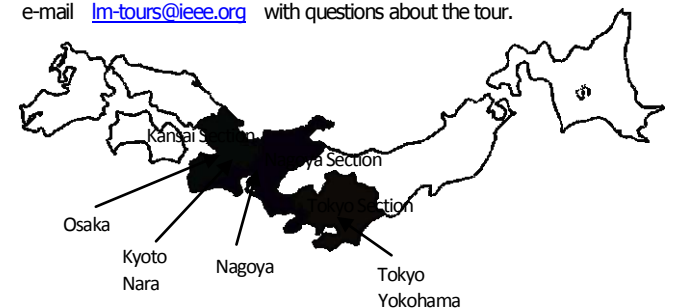 e-mail lm-tours@ieee.org with questions about the tour.
Kansai Section
Nagoya Section
Tokyo Section
Osaka
Kyoto
Nara
Nagoya
Tokyo
Yokohama